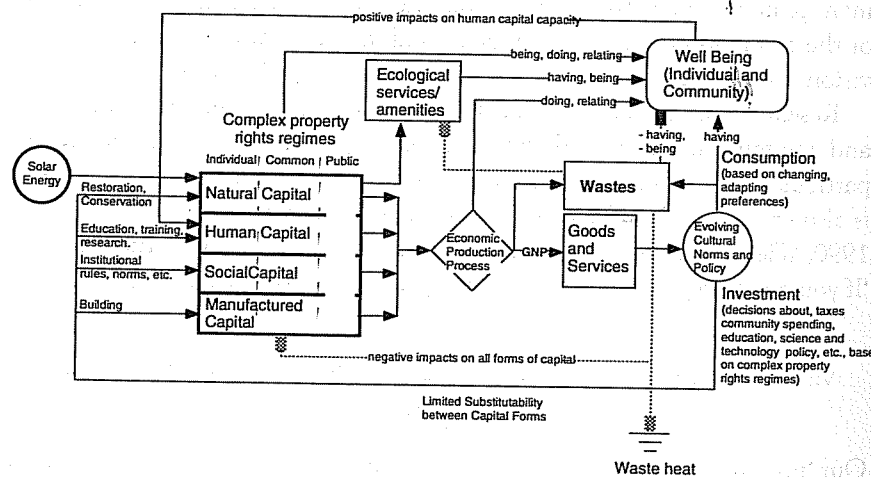 positive impacts on human capital capacity
being, doing, relating
Well Being
(Individual and
Community)
Ecological
services/
amenities
having, being
doing, relating
Complex property
rights regimes
Individual | Common | Public
- having,
- being
having
Consumption
(based on changing,
adapting
preferences)
Solar
Energy
Restoration,
Conservation
Natural Capital
Wastes
Education, training,
research.
Human Capital
Economic
Production
Process
GNP
Goods
and
Services
Evolving
Cultural
Norms and
Policy
Institutional
rules, norms, etc.
SocialCapital
Building
Manufactured
Capital
Investment
(decisions about, taxes
community spending,
education, science and
technology policy, etc., base
on complex property
rights regimes)
negative impacts on all forms of capital
Limited Substitutability
between Capital Forms
Waste heat